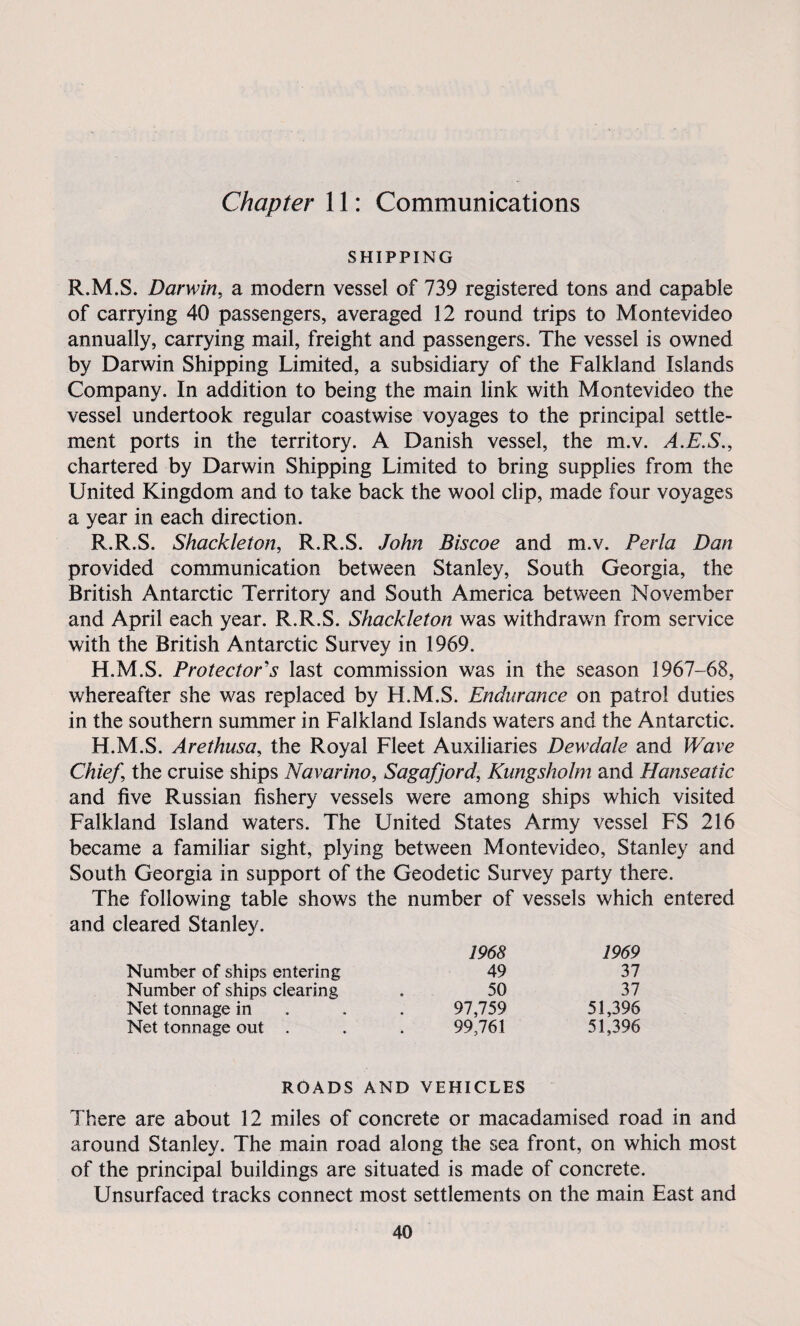 Chapter 11: Communications
SHIPPING
R.M.S. Darwin, a modern vessel of 739 registered tons and capable
of carrying 40 passengers, averaged 12 round trips to Montevideo
annually, carrying mail, freight and passengers. The vessel is owned
by Darwin Shipping Limited, a subsidiary of the Falkland Islands
Company. In addition to being the main link with Montevideo the
vessel undertook regular coastwise voyages to the principal settle-
ment ports in the territory. A Danish vessel, the m.v. A.E.S.,
chartered by Darwin Shipping Limited to bring supplies from the
United Kingdom and to take back the wool clip, made four voyages
a year in each direction.
R.R.S. Shackleton, R.R.S. John Biscoe and m.v. Perla Dan
provided communication between Stanley, South Georgia, the
British Antarctic Territory and South America between November
and April each year. R.R.S. Shackleton was withdrawn from service
with the British Antarctic Survey in 1969.
H.M.S. Protector's last commission was in the season 1967-68,
whereafter she was replaced by H.M.S. Endurance on patrol duties
in the southern summer in Falkland Islands waters and the Antarctic.
H.M.S. Arethusa, the Royal Fleet Auxiliaries Dewdale and Wave
Chief, the cruise ships Navarino, Sagafjord, Kungsholm and Hanseatic
and five Russian fishery vessels were among ships which visited
Falkland Island waters. The United States Army vessel FS 216
became a familiar sight, plying between Montevideo, Stanley and
South Georgia in support of the Geodetic Survey party there.
The following table shows the number of vessels which entered
and cleared Stanley.
1968 1969
Number of ships entering 49 37
Number of ships clearing . 50 37
Net tonnage in . . . 97,759 51,396
Net tonnage out . . . 99,761 51,396
ROADS AND VEHICLES
There are about 12 miles of concrete or macadamised road in and
around Stanley. The main road along the sea front, on which most
of the principal buildings are situated is made of concrete.
Unsurfaced tracks connect most settlements on the main East and
40